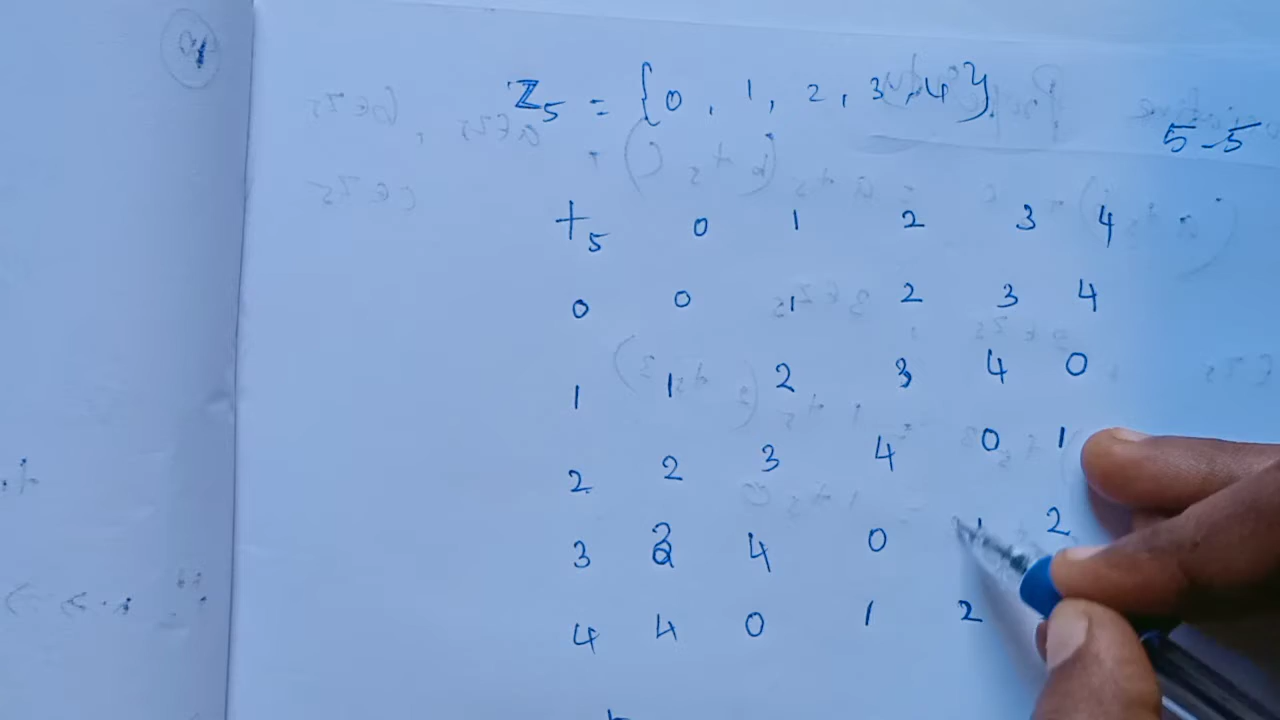 Z₅ = {0, 1, 2, 3, 4}
5-5
+₅ 0 1 2 3 4
0 0 1 2 3 4
1 1 2 3 4 0
2 2 3 4 0 1
3 3 4 0 1 2
4 4 0 1 2